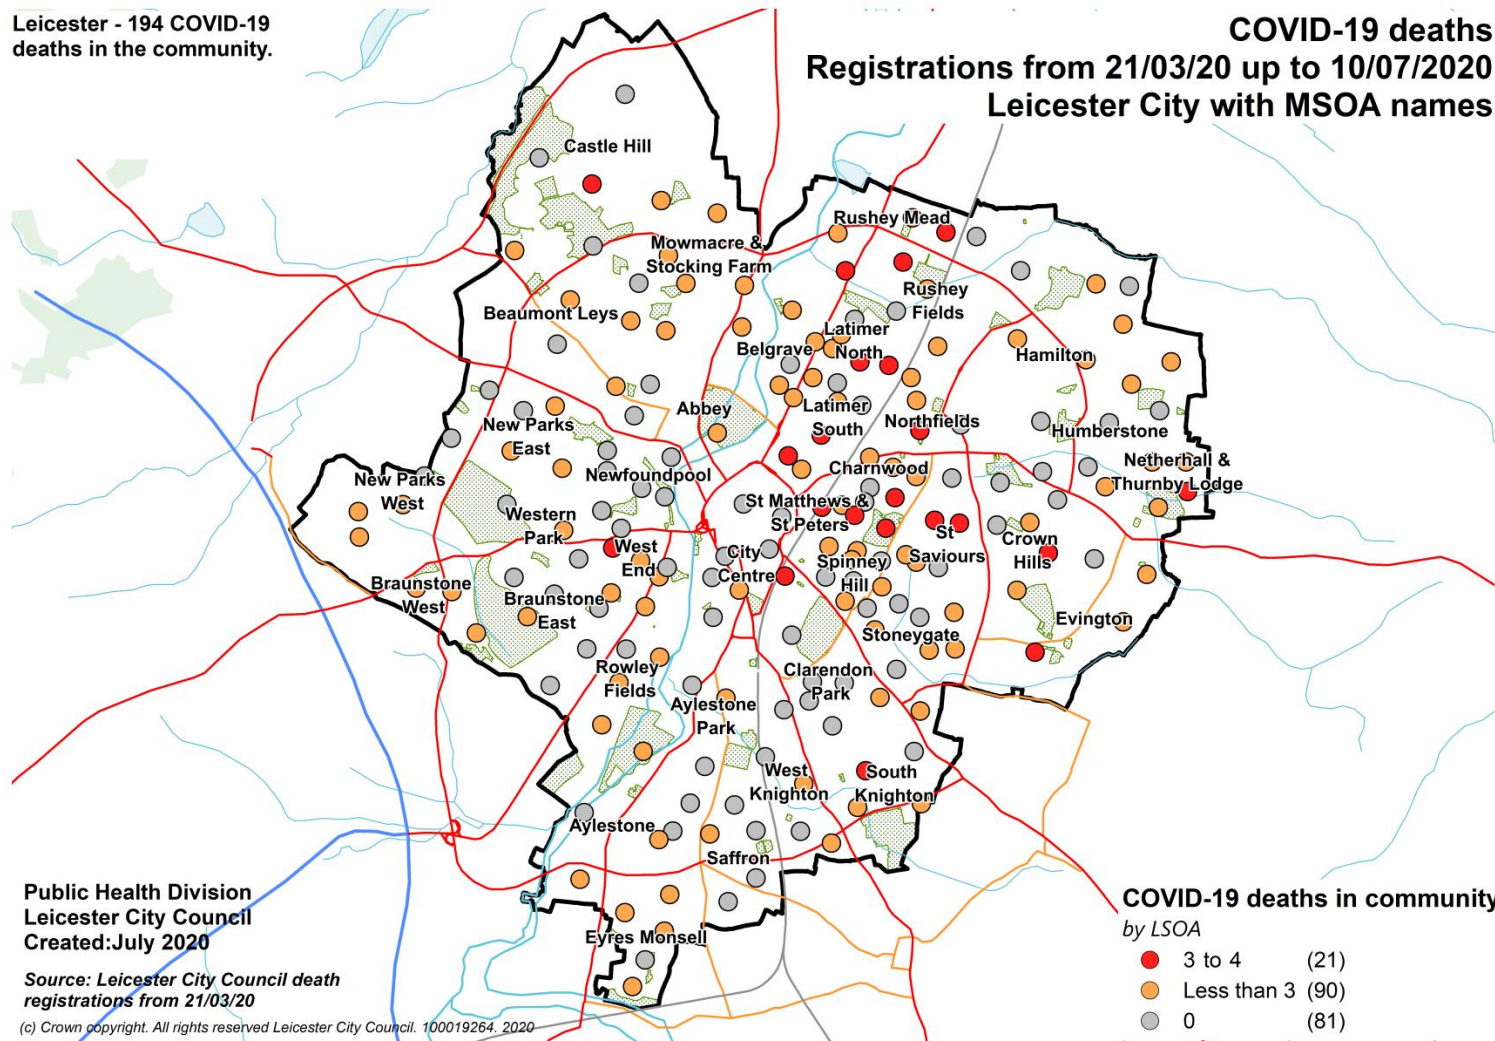 Leicester - 194 COVID-19
deaths in the community.
COVID-19 deaths
Registrations from 21/03/20 up to 10/07/2020
Leicester City with MSOA names
Castle Hill
Rushey Mead
Mowmacre &
Stocking Farm
Rushey
Fields
Beaumont Leys
Latimer
North
Belgrave
Hamilton
Abbey
Latimer
South
Northfields
New Parks
East
Humberstone
Charnwood
Netherhall &
Thurnby Lodge
Newfoundpool
New Parks
West
St Matthews &
St Peters
Western
Park
St
Saviours
Crown
Hills
West
End
City
Centre
Spinney
Hill
Braunstone
West
Braunstone
East
Evington
Stoneygate
Rowley
Fields
Clarendon
Park
Aylestone
Park
West
Knighton
South
Knighton
Aylestone
Saffron
Eyres Monsell
Public Health Division
Leicester City Council
Created:July 2020
Source: Leicester City Council death
registrations from 21/03/20
(c) Crown copyright. All rights reserved Leicester City Council. 100019264. 2020
COVID-19 deaths in community
by LSOA
3 to 4 (21)
Less than 3 (90)
0 (81)